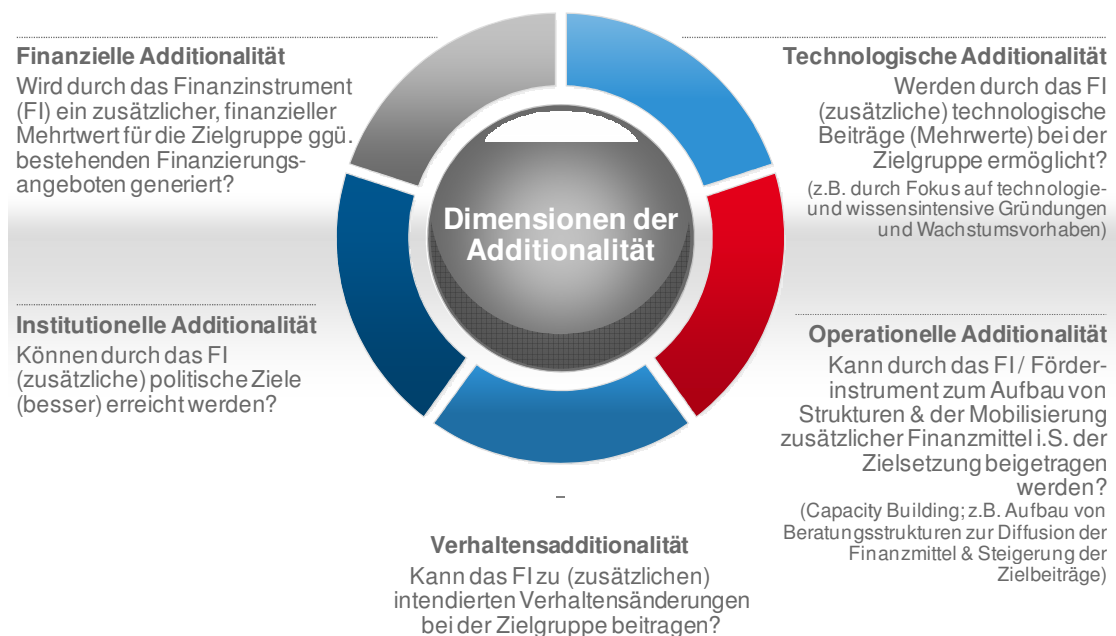 Finanzielle Additionalität
Wird durch das Finanzinstrument
(FI) ein zusätzlicher, finanzieller
Mehrtwert für die Zielgruppe ggü.
bestehenden Finanzierungs-
angeboten generiert?
Technologische Additionalität
Werden durch das FI
(zusätzliche) technologische
Beiträge (Mehrwerte) bei der
Zielgruppe ermöglicht?
(z.B. durch Fokus auf technologie-
und wissensintensive Gründungen
und Wachstumsvorhaben)
Dimensionen der
Additionalität
Institutionelle Additionalität
Können durch das FI
(zusätzliche) politische Ziele
(besser) erreicht werden?
Operationelle Additionalität
Kann durch das FI / Förder-
instrument zum Aufbau von
Strukturen & der Mobilisierung
zusätzlicher Finanzmittel i.S. der
Zielsetzung beigetragen
werden?
(Capacity Building; z.B. Aufbau von
Beratungsstrukturen zur Diffusion der
Finanzmittel & Steigerung der
Zielbeiträge)
–
Verhaltensadditionalität
Kann das FI zu (zusätzlichen)
intendierten Verhaltensänderungen
bei der Zielgruppe beitragen?